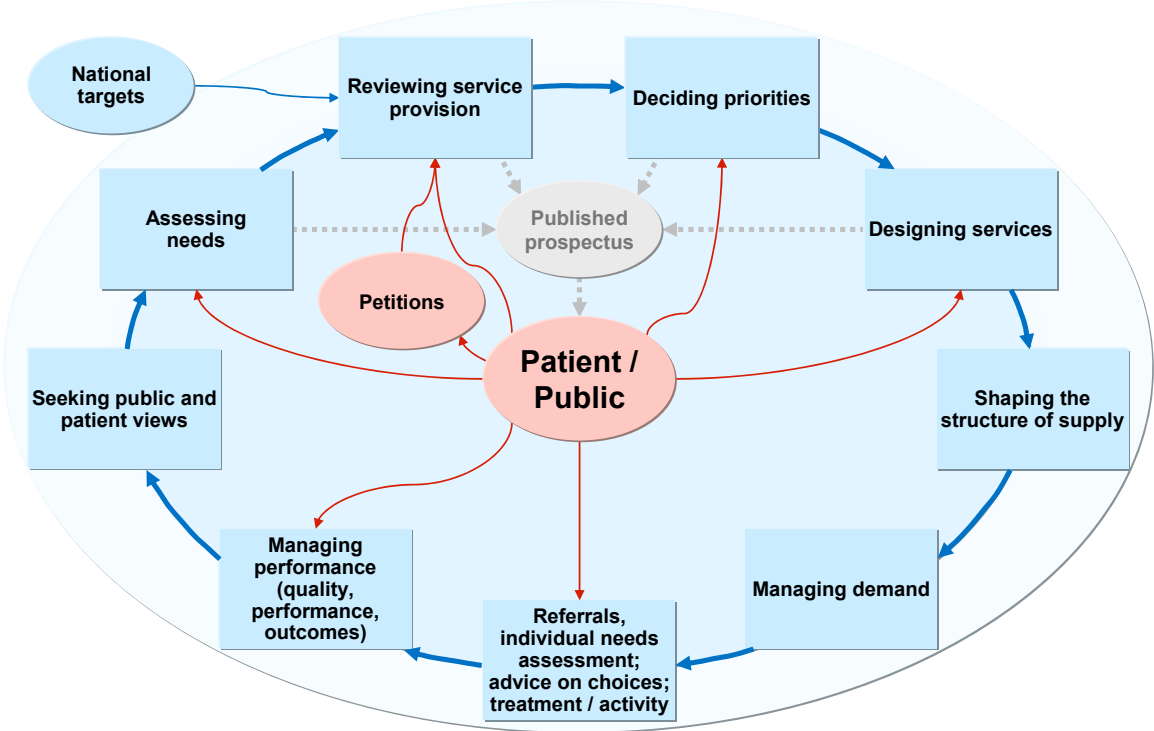 National
targets
Reviewing service
provision
Deciding priorities
Assessing
needs
Published
prospectus
Designing services
Petitions
Patient /
Public
Seeking public and
patient views
Shaping the
structure of supply
Managing
performance
(quality,
performance,
outcomes)
Referrals,
individual needs
assessment;
advice on choices;
treatment / activity
Managing demand